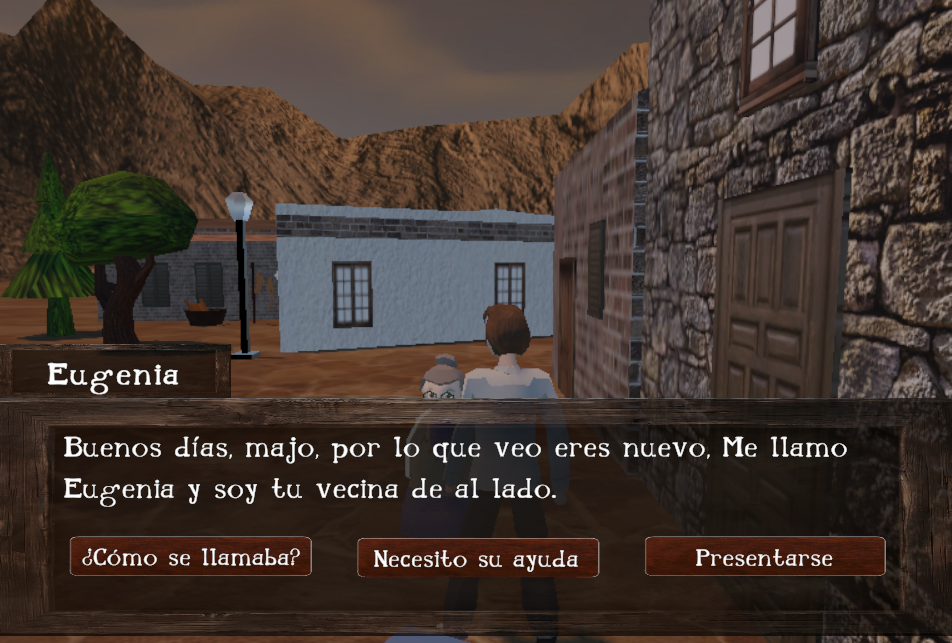 Eugenia
Buenos días, majo, por lo que veo eres nuevo, Me llamo
Eugenia y soy tu vecina de al lado.
¿Cómo se llamaba? Necesito su ayuda Presentarse